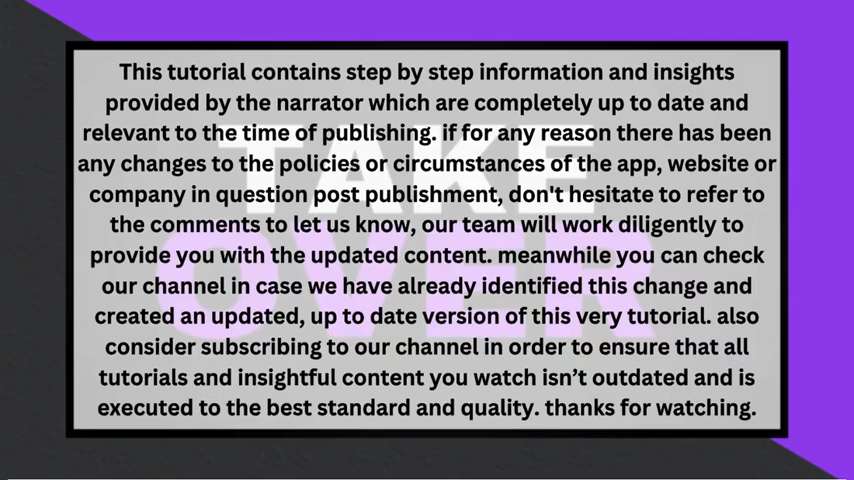 This tutorial contains step by step information and insights
provided by the narrator which are completely up to date and
relevant to the time of publishing. if for any reason there has been
any changes to the policies or circumstances of the app, website or
company in question post publishment, don't hesitate to refer to
the comments to let us know, our team will work diligently to
provide you with the updated content. meanwhile you can check
our channel in case we have already identified this change and
created an updated, up to date version of this very tutorial. also
consider subscribing to our channel in order to ensure that all
tutorials and insightful content you watch isn’t outdated and is
executed to the best standard and quality. thanks for watching.
TAKE
OVER